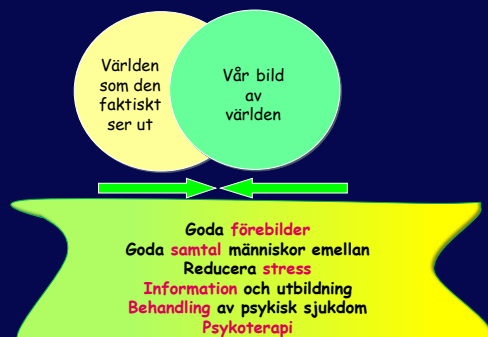 Världen
som den
faktiskt
ser ut
Vår bild
av
världen
Goda förebilder
Goda samtal människor emellan
Reducera stress
Information och utbildning
Behandling av psykisk sjukdom
Psykoterapi